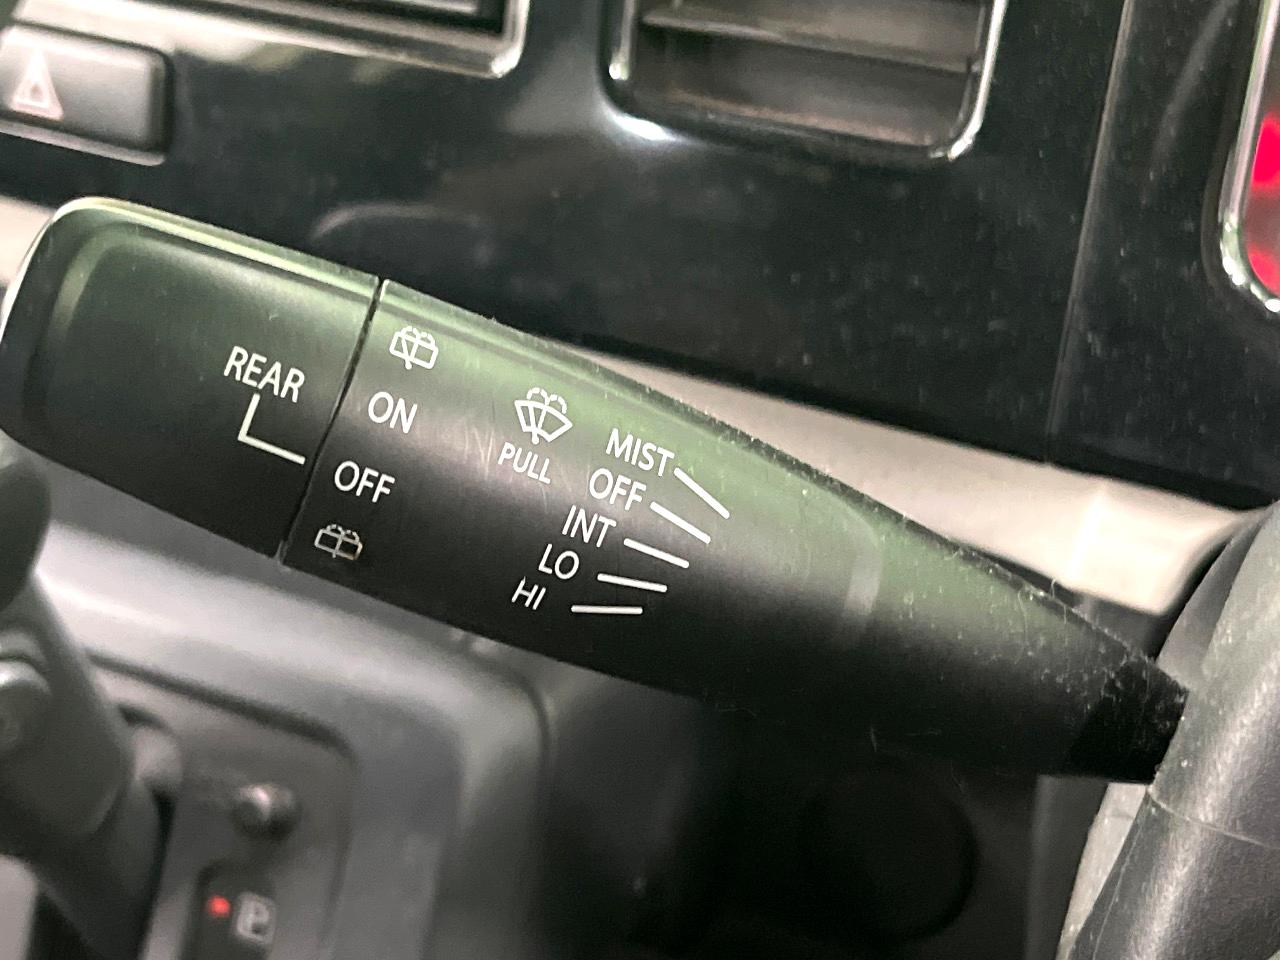 REAR
ON
OFF
PULL
MIST
OFF
INT
LO
HI
P